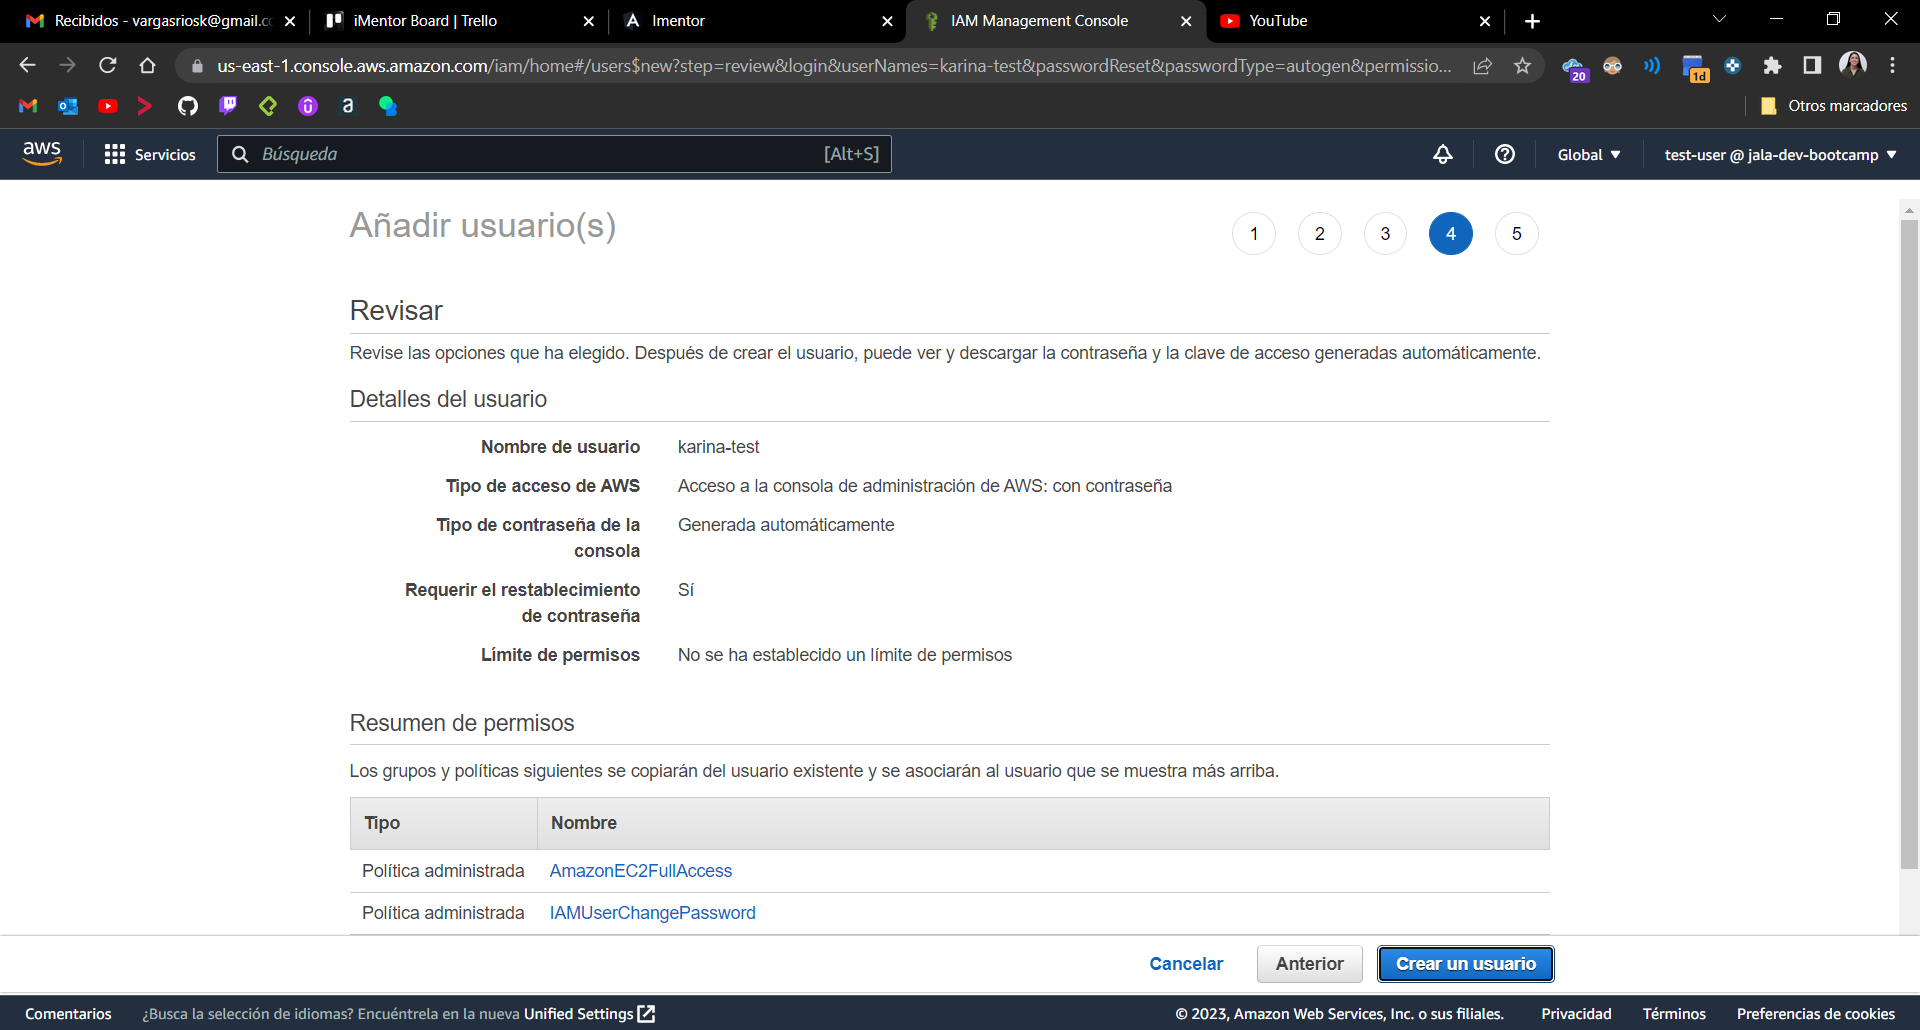 Recibidos - vargasriosk@gmail.c
iMentor Board | Trello
Imentor
IAM Management Console
YouTube
us-east-1.console.aws.amazon.com/iam/home#/users$new?step=review&login&userNames=karina-test&passwordReset&passwordType=autogen&permissio...
20
1d
Otros marcadores
aws
Servicios
Búsqueda
[Alt+S]
Global
test-user @ jala-dev-bootcamp
Añadir usuario(s)
1
2
3
4
5
Revisar
Revise las opciones que ha elegido. Después de crear el usuario, puede ver y descargar la contraseña y la clave de acceso generadas automáticamente.
Detalles del usuario
Nombre de usuario karina-test
Tipo de acceso de AWS Acceso a la consola de administración de AWS: con contraseña
Tipo de contraseña de la Generada automáticamente
consola
Requerir el restablecimiento Sí
de contraseña
Límite de permisos No se ha establecido un límite de permisos
Resumen de permisos
Los grupos y políticas siguientes se copiarán del usuario existente y se asociarán al usuario que se muestra más arriba.
Tipo Nombre
Política administrada AmazonEC2FullAccess
Política administrada IAMUserChangePassword
Cancelar
Anterior
Crear un usuario
Comentarios
¿Busca la selección de idiomas? Encuéntrela en la nueva Unified Settings
© 2023, Amazon Web Services, Inc. o sus filiales.
Privacidad
Términos
Preferencias de cookies